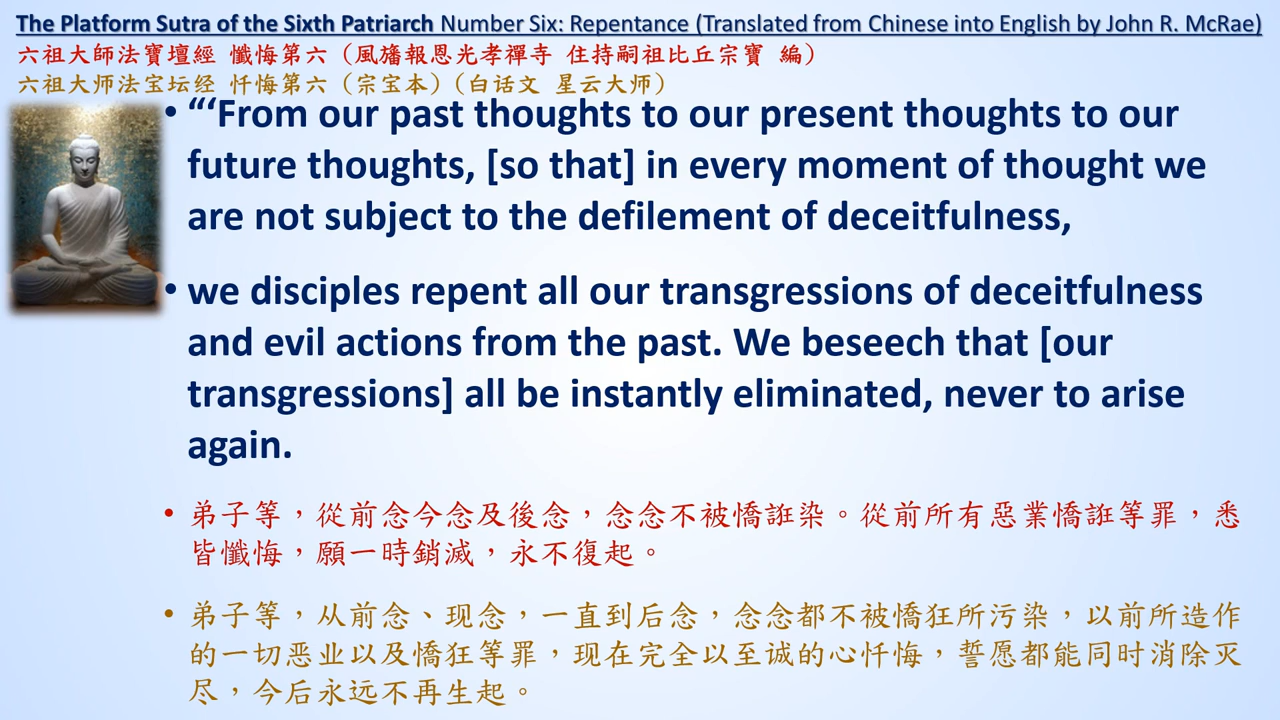 The Platform Sutra of the Sixth Patriarch Number Six: Repentance (Translated from Chinese into English by John R. McRae)
六祖大師法寶壇經 懺悔第六 (風旛報恩光孝禪寺 住持嗣祖比丘宗寶 編)
六祖大师法宝坛经 忏悔第六 (宗宝本) (白话文 星云大师)
• “‘From our past thoughts to our present thoughts to our
future thoughts, [so that] in every moment of thought we
are not subject to the defilement of deceitfulness,
• we disciples repent all our transgressions of deceitfulness
and evil actions from the past. We beseech that [our
transgressions] all be instantly eliminated, never to arise
again.
• 弟子等，從前念今念及後念，念念不被憍誑染。從前所有惡業憍誑等罪，悉
皆懺悔，願一時銷滅，永不復起。
• 弟子等，从前念、现念，一直到后念，念念都不被憍狂所污染，以前所造作
的一切恶业以及憍狂等罪，现在完全以至诚的心忏悔，誓愿都能同时消除灭
尽，今后永远不再生起。